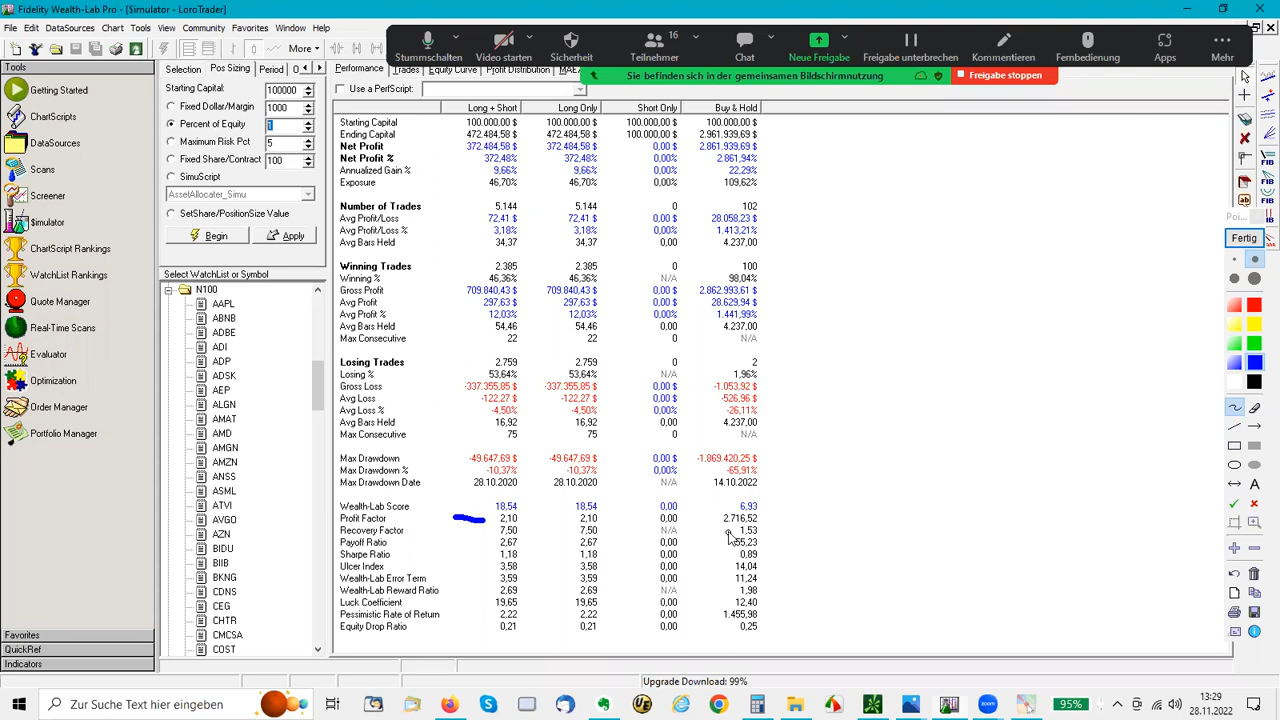 Fidelity Wealth-Lab Pro - [$imulator - LoroTrader]
File Edit DataSources Chart Tools View Community Favorites Window Help
More
Stummschalten Video starten Sicherheit Teilnehmer 16 Chat Neue Freigabe Freigabe unterbrechen Kommentieren Fernbedienung Apps Mehr
Sie befinden sich in der gemeinsamen Bildschirmnutzung Freigabe stoppen
Tools
Getting Started
ChartScripts
DataSources
Scans
Screener
$imulator
ChartScript Rankings
WatchList Rankings
Quote Manager
Real-Time Scans
Evaluator
Optimization
Order Manager
Portfolio Manager
Favorites
QuickRef
Indicators
Selection Pos Sizing Period
Starting Capital: 100000
Fixed Dollar/Margin 1000
Percent of Equity 1
Maximum Risk Pct 5
Fixed Share/Contract 100
SimuScript
AssetAllocater_Simu
SetShare/PositionSize Value
Begin Apply
Select WatchList or Symbol
N100
AAPL
ABNB
ADBE
ADI
ADP
ADSK
AEP
ALGN
AMAT
AMD
AMGN
AMZN
ANSS
ASML
ATVI
AVGO
AZN
BIDU
BIIB
BKNG
CDNS
CEG
CHTR
CMCSA
COST
Performance Trades Equity Curve Profit Distribution
Use a PerfScript:
Long + Short Long Only Short Only Buy & Hold
Starting Capital 100.000,00 $ 100.000,00 $ 100.000,00 $ 100.000,00 $
Ending Capital 472.484,58 $ 472.484,58 $ 100.000,00 $ 2.961.939,69 $
Net Profit 372.484,58 $ 372.484,58 $ 0,00 $ 2.861.939,69 $
Net Profit % 372,48% 372,48% 0,00% 2.861,94%
Annualized Gain % 9,66% 9,66% 0,00% 22,29%
Exposure 46,70% 46,70% 0,00% 109,62%
Number of Trades 5.144 5.144 0 102
Avg Profit/Loss 72,41 $ 72,41 $ 0,00 $ 28.058,23 $
Avg Profit/Loss % 3,18% 3,18% 0,00% 1.413,21%
Avg Bars Held 34,37 34,37 0,00 4.237,00
Winning Trades 2.385 2.385 0 100
Winning % 46,36% 46,36% N/A 98,04%
Gross Profit 709.840,43 $ 709.840,43 $ 0,00 $ 2.862.993,61 $
Avg Profit 297,63 $ 297,63 $ 0,00 $ 28.629,94 $
Avg Profit % 12,03% 12,03% 0,00% 1.441,99%
Avg Bars Held 54,46 54,46 0,00 4.237,00
Max Consecutive 22 22 0 N/A
Losing Trades 2.759 2.759 0 2
Losing % 53,64% 53,64% N/A 1,96%
Gross Loss -337.355,85 $ -337.355,85 $ 0,00 $ -1.053,92 $
Avg Loss -122,27 $ -122,27 $ 0,00 $ -526,96 $
Avg Loss % -4,50% -4,50% 0,00% -26,11%
Avg Bars Held 16,92 16,92 0,00 4.237,00
Max Consecutive 75 75 0 N/A
Max Drawdown -49.647,69 $ -49.647,69 $ 0,00 $ -1.869.420,25 $
Max Drawdown % -10,37% -10,37% 0,00% -65,91%
Max Drawdown Date 28.10.2020 28.10.2020 N/A 14.10.2022
Wealth-Lab Score 18,54 18,54 0,00 6,93
Profit Factor 2,10 2,10 0,00 2.716,52
Recovery Factor 7,50 7,50 N/A 1,53
Payoff Ratio 2,67 2,67 0,00
Sharpe Ratio 1,18 1,18 0,00 0,89
Ulcer Index 3,58 3,58 0,00 14,04
Wealth-Lab Error Term 3,59 3,59 0,00 11,24
Wealth-Lab Reward Ratio 2,69 2,69 N/A 1,98
Luck Coefficient 19,65 19,65 0,00 12,40
Pessimistic Rate of Return 2,22 2,22 0,00 1.455,98
Equity Drop Ratio 0,21 0,21 0,00 0,25
Fertig
Upgrade Download: 99%
Zur Suche Text hier eingeben
95%
13:29
28.11.2022